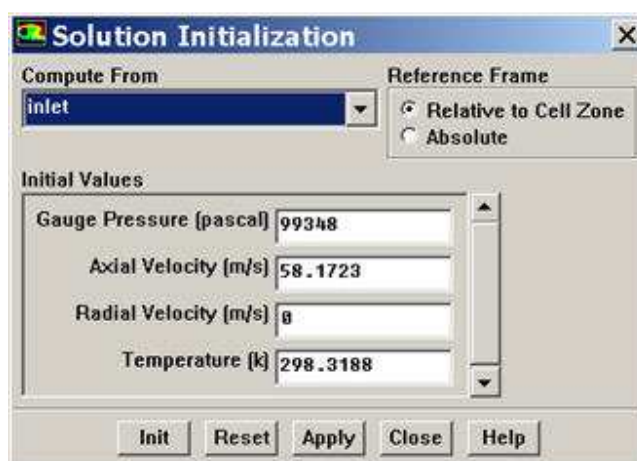 Solution Initialization
Compute From
Reference Frame
inlet
Relative to Cell Zone
Absolute
Initial Values
Gauge Pressure (pascal) 99348
Axial Velocity (m/s) 58.1723
Radial Velocity (m/s) 0
Temperature (k) 298.3188
Init Reset Apply Close Help